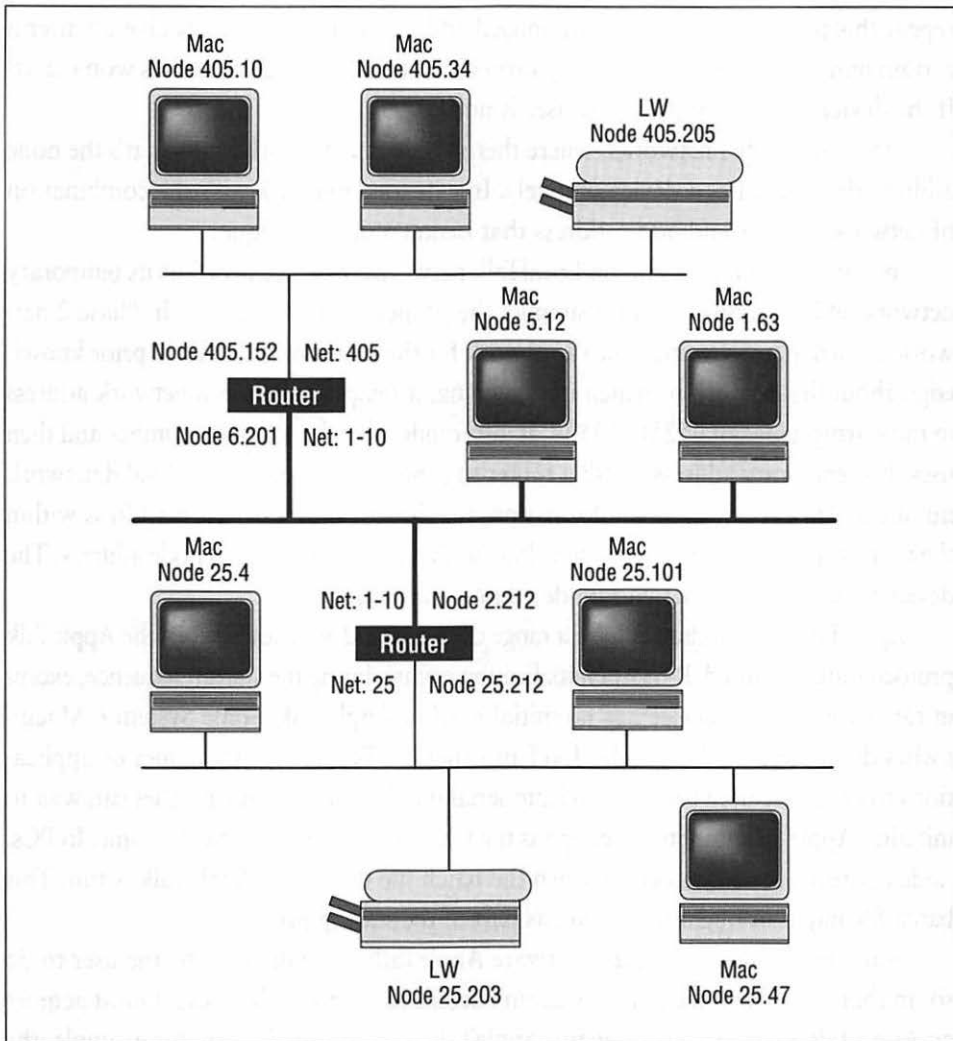 Mac
Node 405.10
Mac
Node 405.34
LW
Node 405.205
Node 405.152
Net: 405
Router
Node 6.201
Net: 1-10
Mac
Node 5.12
Mac
Node 1.63
Mac
Node 25.4
Net: 1-10
Node 2.212
Router
Net: 25
Node 25.212
Mac
Node 25.101
LW
Node 25.203
Mac
Node 25.47